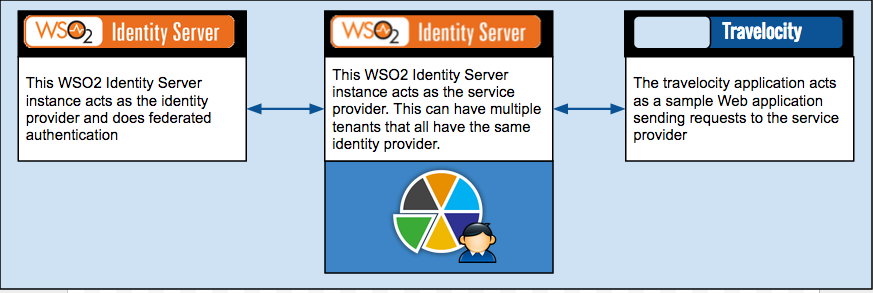 WSO2 Identity Server
This WSO2 Identity Server
instance acts as the identity
provider and does federated
authentication
WSO2 Identity Server
This WSO2 Identity Server
instance acts as the service
provider. This can have multiple
tenants that all have the same
identity provider.
Travelocity
The travelocity application acts
as a sample Web application
sending requests to the service
provider